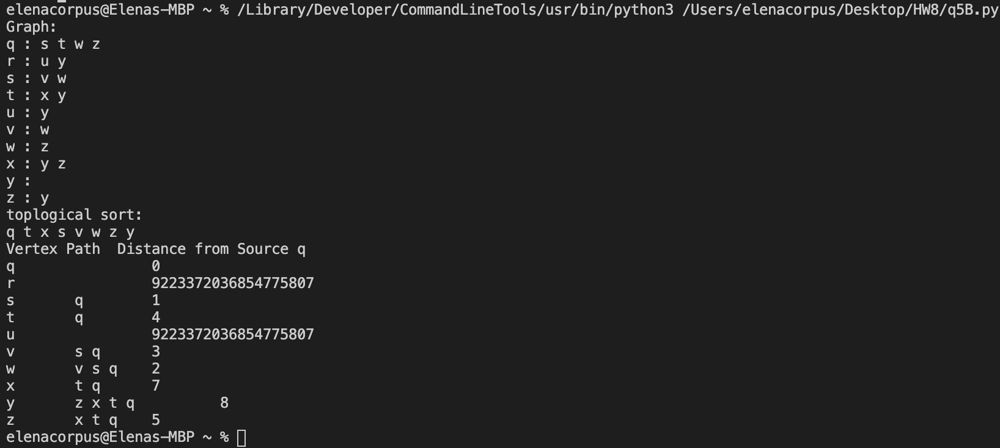 elenacorpus@Elenas-MBP ~ % /Library/Developer/CommandLineTools/usr/bin/python3 /Users/elenacorpus/Desktop/HW8/q5B.py
Graph:
q : s t w z
r : u y
s : v w
t : x y
u : y
v : w
w : z
x : y z
y :
z : y
toplogical sort:
q t x s v w z y
Vertex Path  Distance from Source q
q                0
r                9223372036854775807
s       q        1
t       q        4
u                9223372036854775807
v       s q      3
w       v s q    2
x       t q      7
y       z x t q          8
z       x t q    5
elenacorpus@Elenas-MBP ~ %